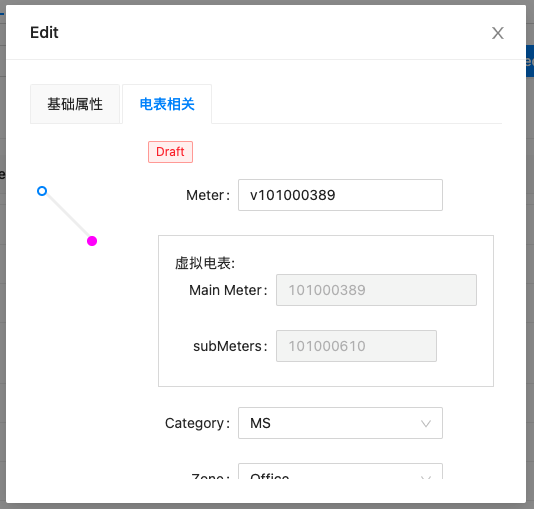 Edit
基础属性 电表相关
Draft
Meter: v101000389
虚拟电表:
Main Meter: 101000389
subMeters: 101000610
Category: MS
Zone: Office